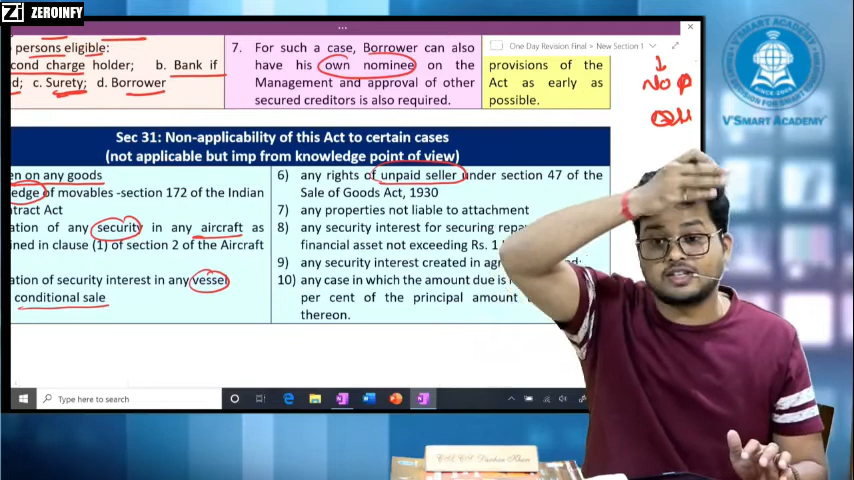 ZEROINFY
persons eligible:
cond charge holder; b. Bank if
d; c. Surety; d. Borrower
7. For such a case, Borrower can also
have his own nominee on the
Management and approval of other
secured creditors is also required.
One Day Revision Final > New Section 1
provisions of the
Act as early as
possible.
No
V'SMART ACADEMY
Sec 31: Non-applicability of this Act to certain cases
(not applicable but imp from knowledge point of view)
en on any goods
edge of movables -section 172 of the Indian
ntract Act
ation of any security in any aircraft as
ined in clause (1) of section 2 of the Aircraft
ation of security interest in any vessel
conditional sale
6) any rights of unpaid seller under section 47 of the
Sale of Goods Act, 1930
7) any properties not liable to attachment
8) any security interest for securing repa
financial asset not exceeding Rs. 1
9) any security interest created in agri
10) any case in which the amount due is
per cent of the principal amount
thereon.
Type here to search
V'SMART ACADEMY